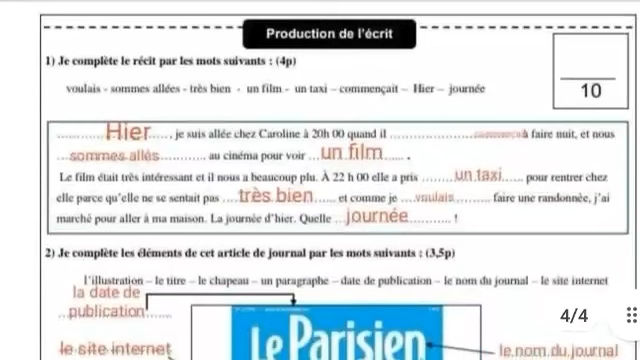 Production de l'écrit
1) Je complète le récit par les mots suivants : (4p)
voulais - sommes allées - très bien - un film - un taxi – commençait – Hier – journée
10
Hier, je suis allée chez Caroline à 20h 00 quand il commençait à faire nuit, et nous
sommes allés au cinéma pour voir un film.
Le film était très intéressant et il nous a beaucoup plu. À 22 h 00 elle a pris un taxi pour rentrer chez
elle parce qu'elle ne se sentait pas très bien et comme je voulais faire une randonnée, j'ai
marché pour aller à ma maison. La journée d'hier. Quelle journée !
2) Je complète les éléments de cet article de journal par les mots suivants : (3,5p)
l'illustration – le titre – le chapeau – un paragraphe – date de publication – le nom du journal – le site internet
la date de
publication
4/4
Le Parisien
le site internet
le nom du journal